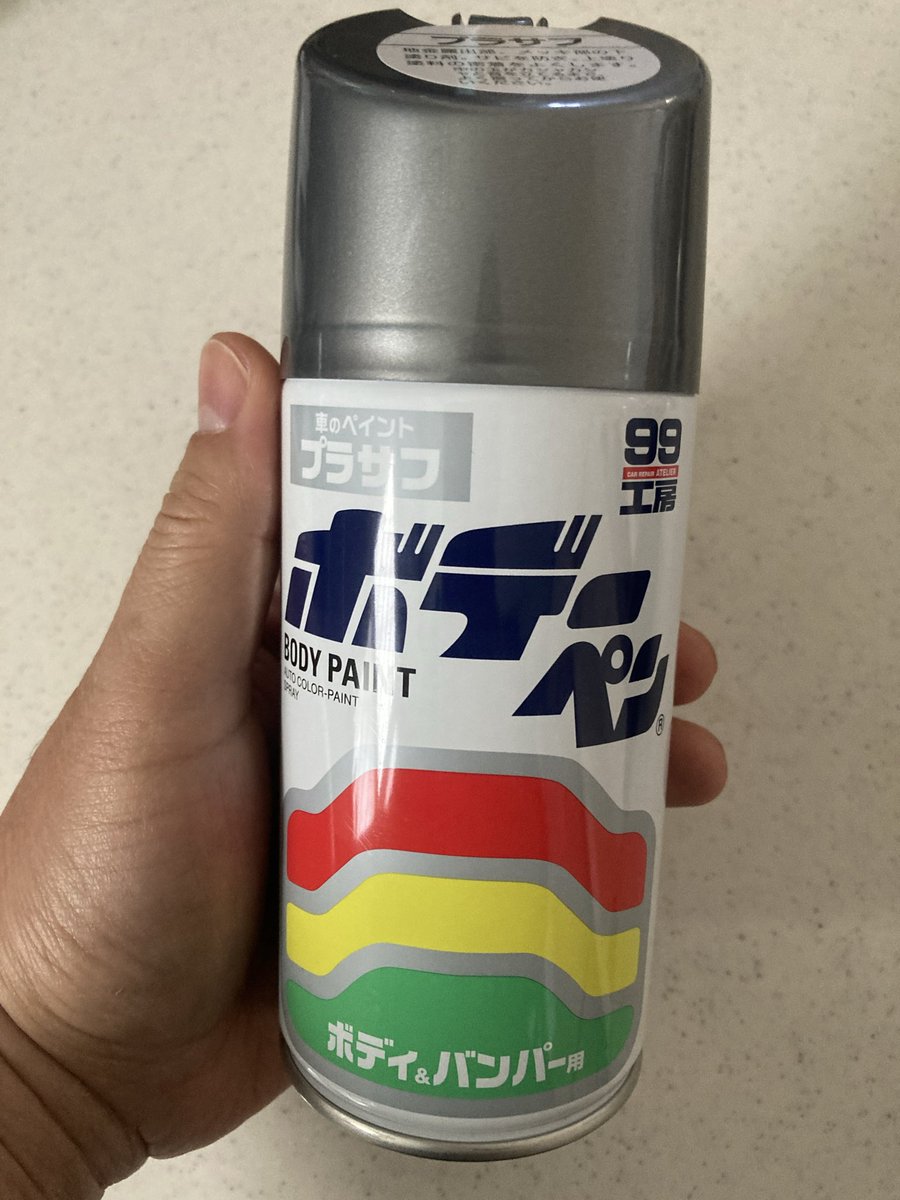 プラサフ
車のペイント
プラサフ
99
CAR REPAIR ATELIER
工房
ボデーペン®
BODY PAINT
AUTO COLOR-PAINT
SPRAY
ボディ&バンパー用